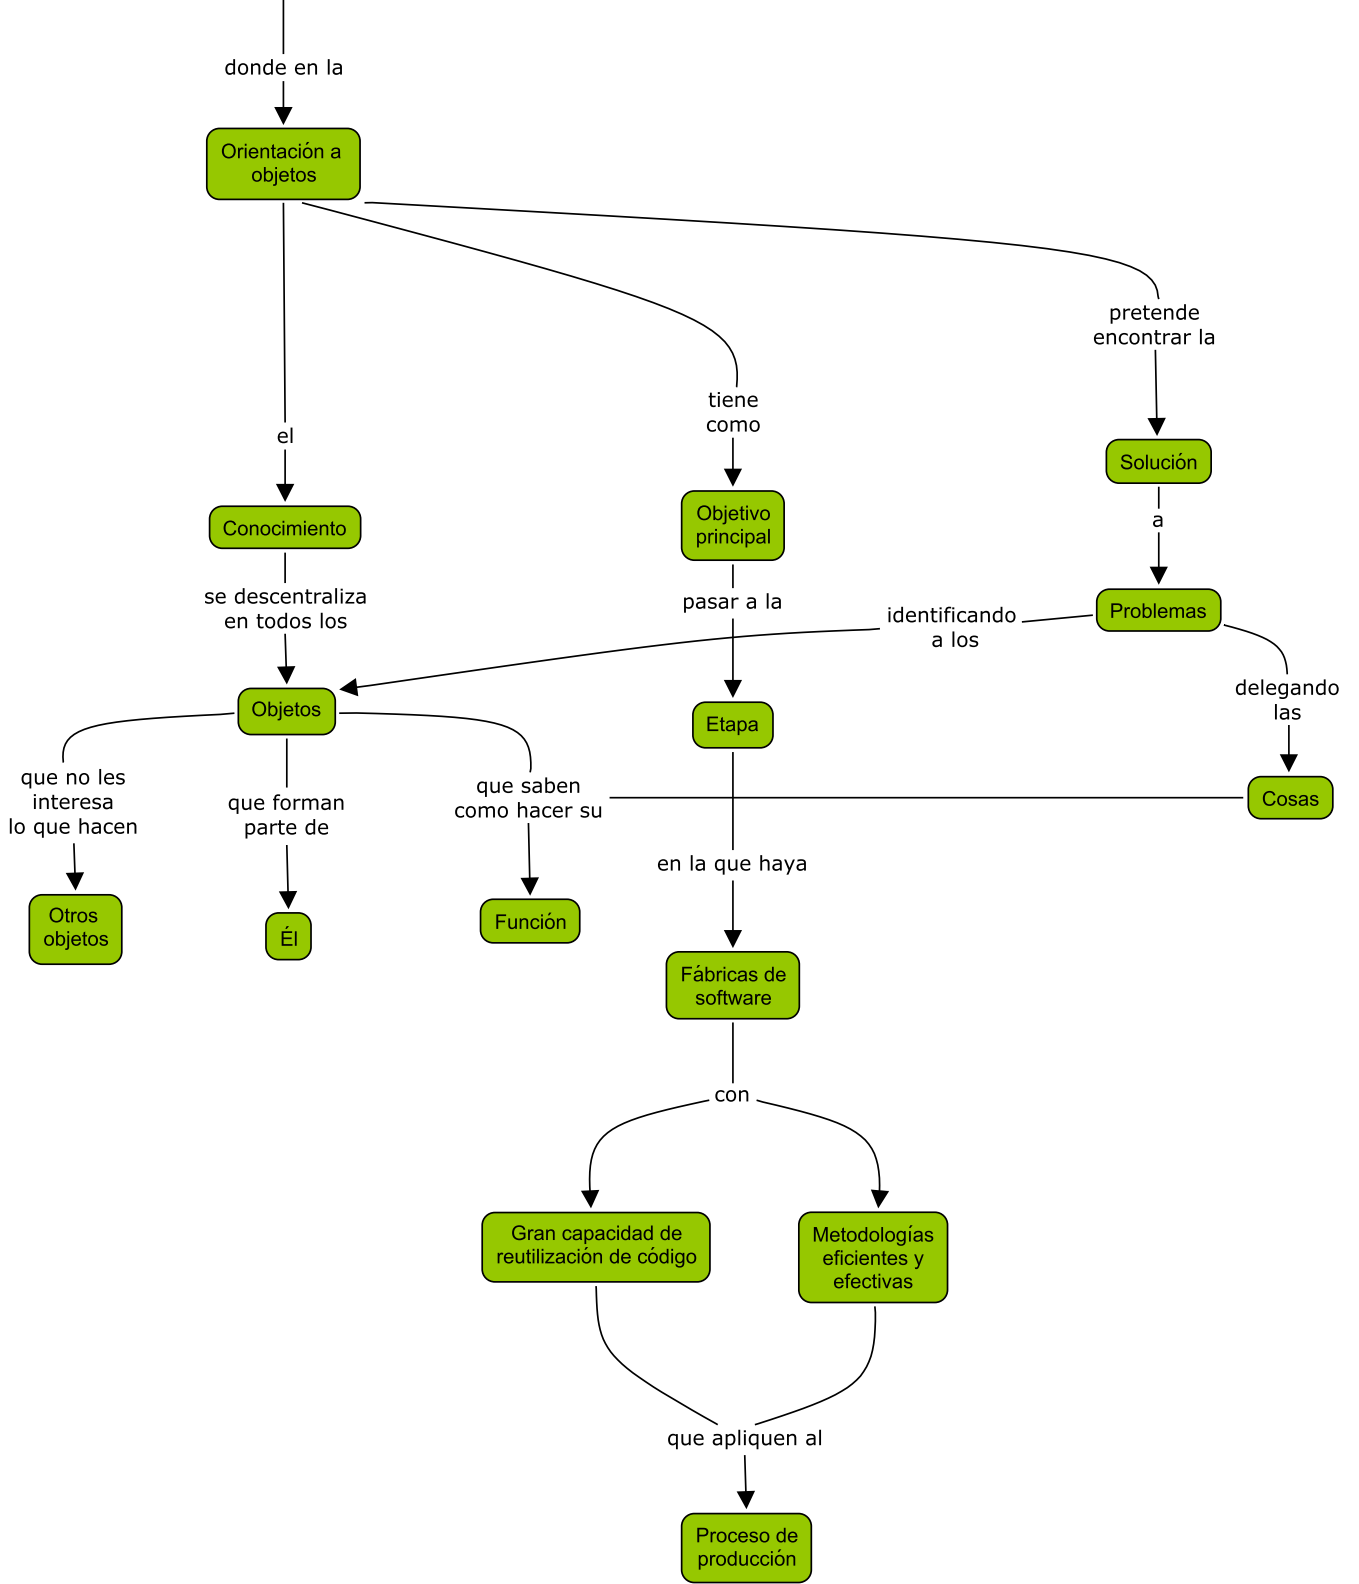 donde en la
Orientación a
objetos
pretende
encontrar la
tiene
como
el
Solución
Objetivo
principal
Conocimiento
a
se descentraliza
en todos los
pasar a la
identificando
a los
Problemas
delegando
las
Objetos
Etapa
que no les
interesa
lo que hacen
que forman
parte de
que saben
como hacer su
Cosas
en la que haya
Otros
objetos
Él
Función
Fábricas de
software
con
Gran capacidad de
reutilización de código
Metodologías
eficientes y
efectivas
que apliquen al
Proceso de
producción